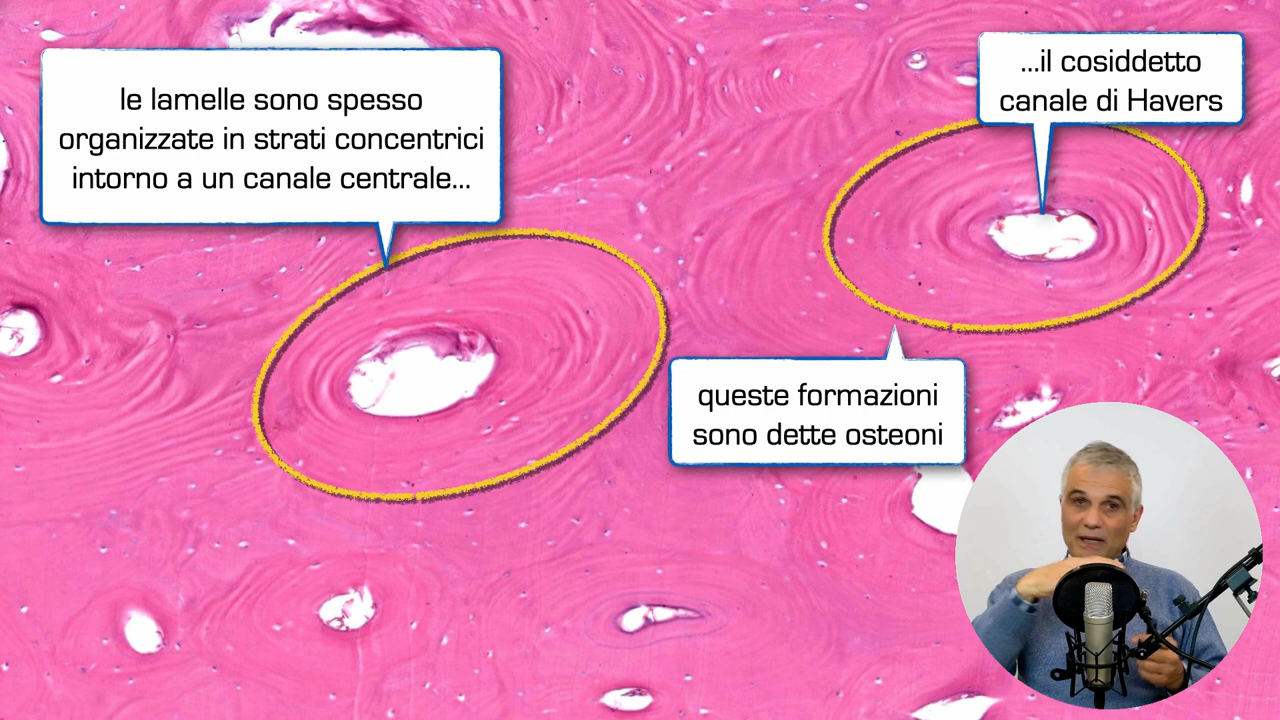 le lamelle sono spesso
organizzate in strati concentrici
intorno a un canale centrale...
...il cosiddetto
canale di Havers
queste formazioni
sono dette osteoni